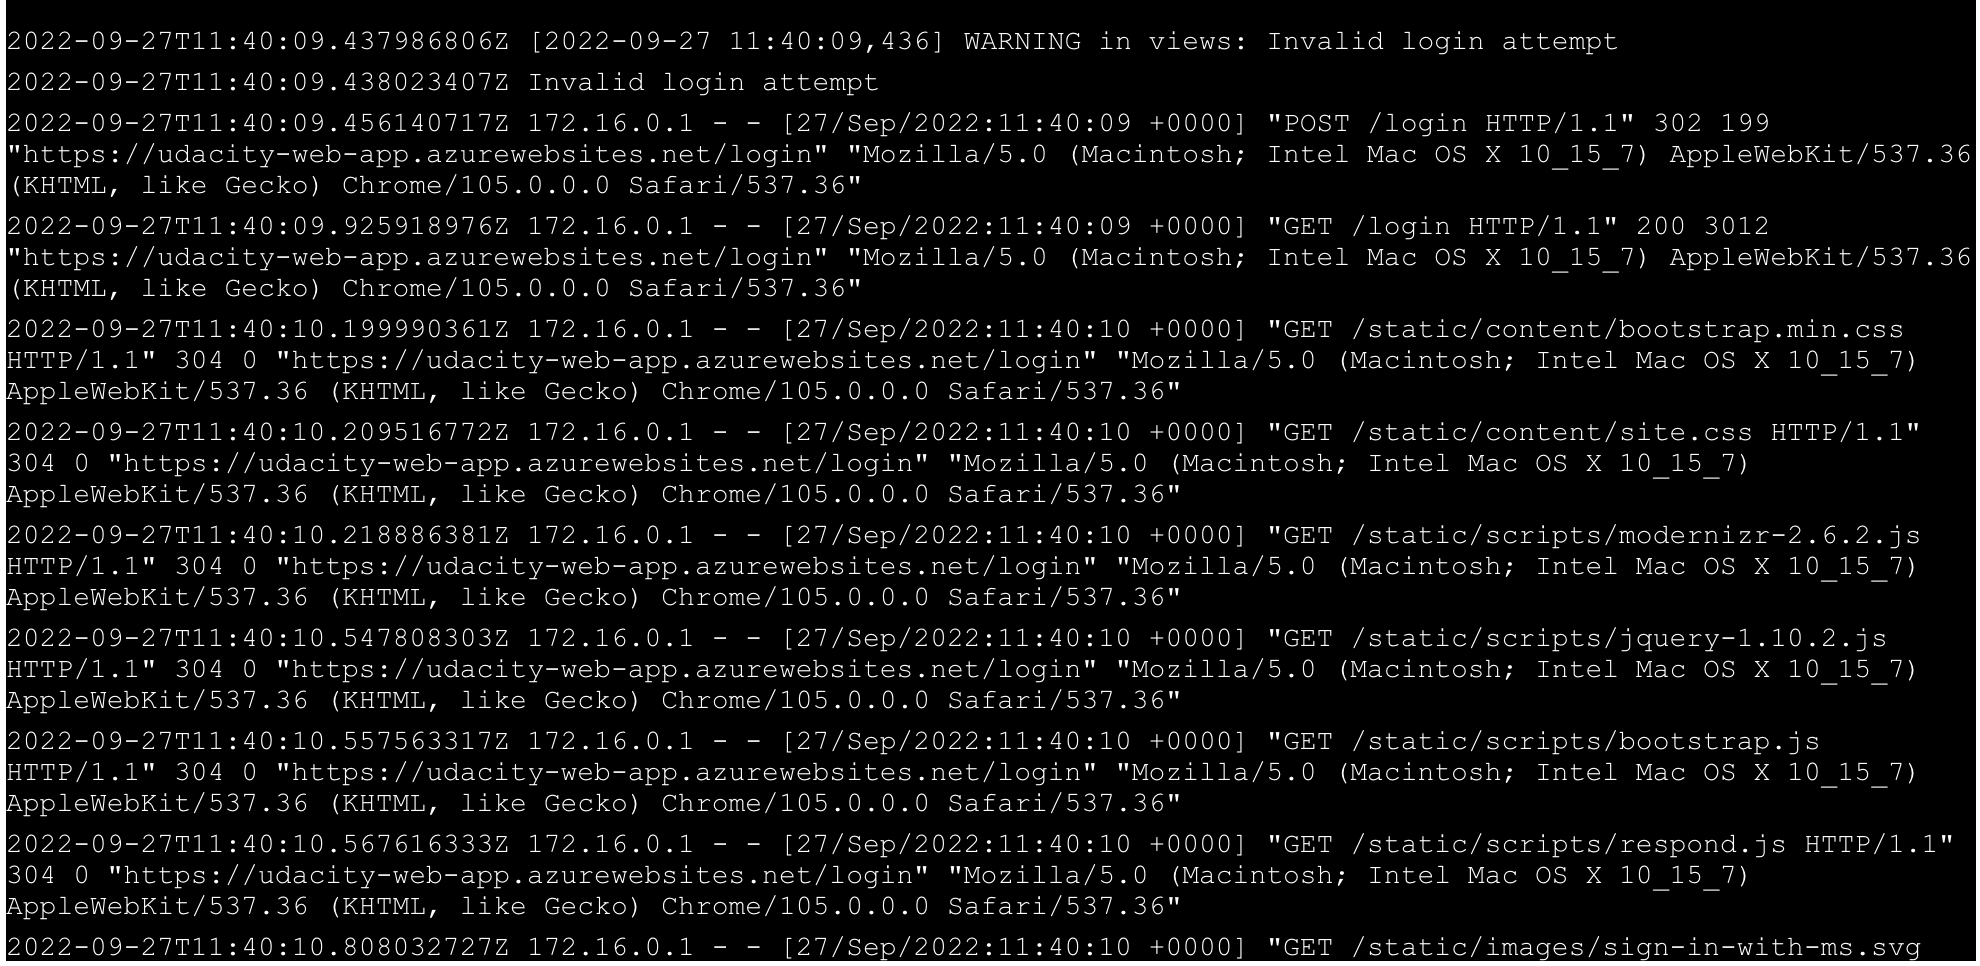 2022-09-27T11:40:09.437986806Z [2022-09-27 11:40:09,436] WARNING in views: Invalid login attempt
2022-09-27T11:40:09.438023407Z Invalid login attempt
2022-09-27T11:40:09.456140717Z 172.16.0.1 - - [27/Sep/2022:11:40:09 +0000] "POST /login HTTP/1.1" 302 199
"https://udacity-web-app.azurewebsites.net/login" "Mozilla/5.0 (Macintosh; Intel Mac OS X 10_15_7) AppleWebKit/537.36
(KHTML, like Gecko) Chrome/105.0.0.0 Safari/537.36"
2022-09-27T11:40:09.925918976Z 172.16.0.1 - - [27/Sep/2022:11:40:09 +0000] "GET /login HTTP/1.1" 200 3012
"https://udacity-web-app.azurewebsites.net/login" "Mozilla/5.0 (Macintosh; Intel Mac OS X 10_15_7) AppleWebKit/537.36
(KHTML, like Gecko) Chrome/105.0.0.0 Safari/537.36"
2022-09-27T11:40:10.199990361Z 172.16.0.1 - - [27/Sep/2022:11:40:10 +0000] "GET /static/content/bootstrap.min.css
HTTP/1.1" 304 0 "https://udacity-web-app.azurewebsites.net/login" "Mozilla/5.0 (Macintosh; Intel Mac OS X 10_15_7)
AppleWebKit/537.36 (KHTML, like Gecko) Chrome/105.0.0.0 Safari/537.36"
2022-09-27T11:40:10.209516772Z 172.16.0.1 - - [27/Sep/2022:11:40:10 +0000] "GET /static/content/site.css HTTP/1.1"
304 0 "https://udacity-web-app.azurewebsites.net/login" "Mozilla/5.0 (Macintosh; Intel Mac OS X 10_15_7)
AppleWebKit/537.36 (KHTML, like Gecko) Chrome/105.0.0.0 Safari/537.36"
2022-09-27T11:40:10.218886381Z 172.16.0.1 - - [27/Sep/2022:11:40:10 +0000] "GET /static/scripts/modernizr-2.6.2.js
HTTP/1.1" 304 0 "https://udacity-web-app.azurewebsites.net/login" "Mozilla/5.0 (Macintosh; Intel Mac OS X 10_15_7)
AppleWebKit/537.36 (KHTML, like Gecko) Chrome/105.0.0.0 Safari/537.36"
2022-09-27T11:40:10.547808303Z 172.16.0.1 - - [27/Sep/2022:11:40:10 +0000] "GET /static/scripts/jquery-1.10.2.js
HTTP/1.1" 304 0 "https://udacity-web-app.azurewebsites.net/login" "Mozilla/5.0 (Macintosh; Intel Mac OS X 10_15_7)
AppleWebKit/537.36 (KHTML, like Gecko) Chrome/105.0.0.0 Safari/537.36"
2022-09-27T11:40:10.557563317Z 172.16.0.1 - - [27/Sep/2022:11:40:10 +0000] "GET /static/scripts/bootstrap.js
HTTP/1.1" 304 0 "https://udacity-web-app.azurewebsites.net/login" "Mozilla/5.0 (Macintosh; Intel Mac OS X 10_15_7)
AppleWebKit/537.36 (KHTML, like Gecko) Chrome/105.0.0.0 Safari/537.36"
2022-09-27T11:40:10.567616333Z 172.16.0.1 - - [27/Sep/2022:11:40:10 +0000] "GET /static/scripts/respond.js HTTP/1.1"
304 0 "https://udacity-web-app.azurewebsites.net/login" "Mozilla/5.0 (Macintosh; Intel Mac OS X 10_15_7)
AppleWebKit/537.36 (KHTML, like Gecko) Chrome/105.0.0.0 Safari/537.36"
2022-09-27T11:40:10.808032727Z 172.16.0.1 - - [27/Sep/2022:11:40:10 +0000] "GET /static/images/sign-in-with-ms.svg